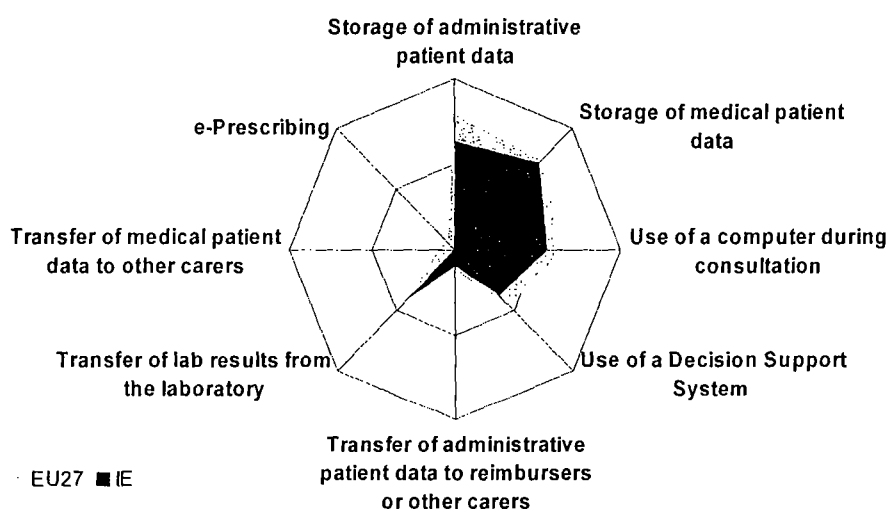 Storage of administrative
patient data
e-Prescribing
Storage of medical patient
data
Transfer of medical patient
data to other carers
Use of a computer during
consultation
Transfer of lab results from
the laboratory
Use of a Decision Support
System
Transfer of administrative
patient data to reimbursers
or other carers
EU27 IE